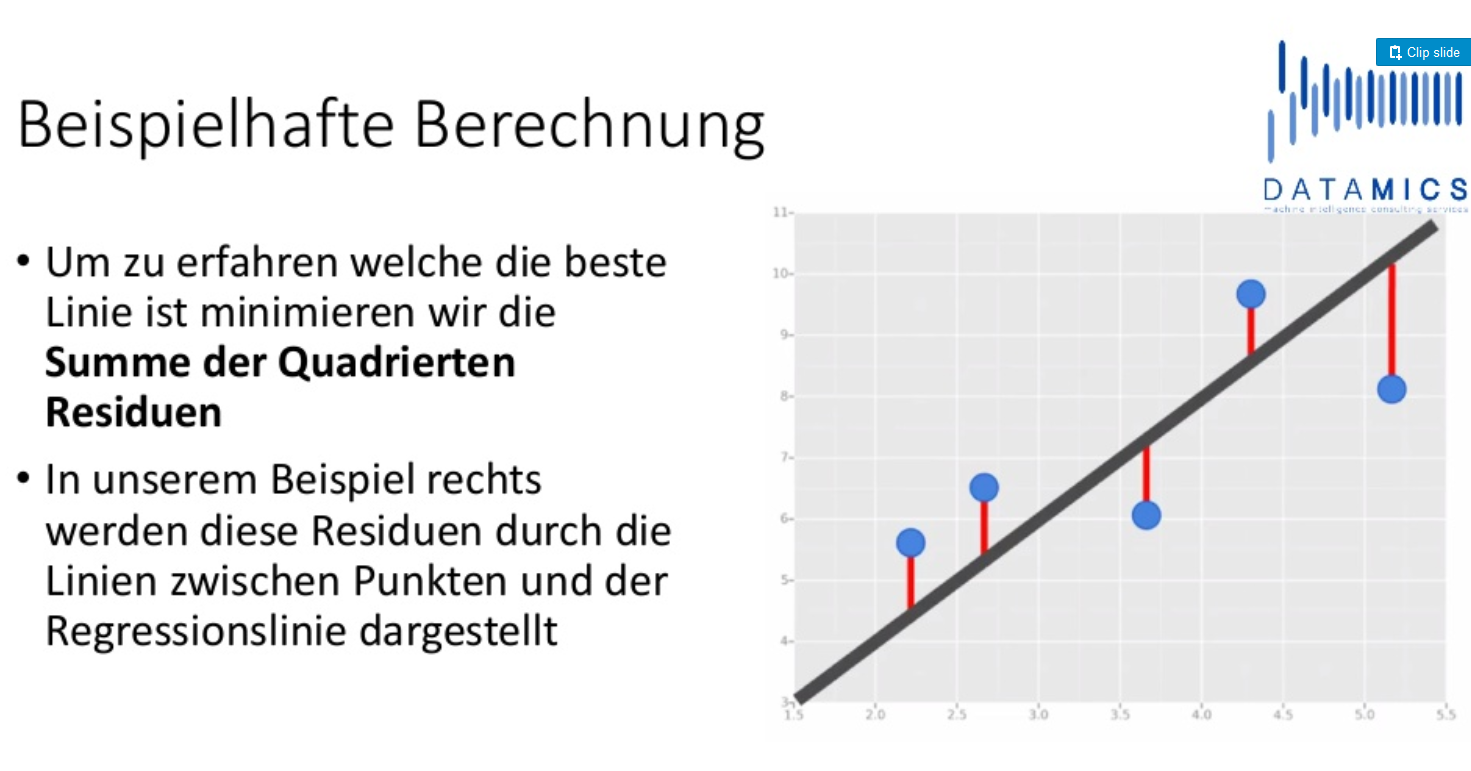 Clip slide
Beispielhafte Berechnung
DATAMICS
machine intelligence consulting services
• Um zu erfahren welche die beste
Linie ist minimieren wir die
Summe der Quadrierten
Residuen
• In unserem Beispiel rechts
werden diese Residuen durch die
Linien zwischen Punkten und der
Regressionslinie dargestellt
11
10
9
8
7
6
5
4
3
1.5 2.0 2.5 3.0 3.5 4.0 4.5 5.0 5.5